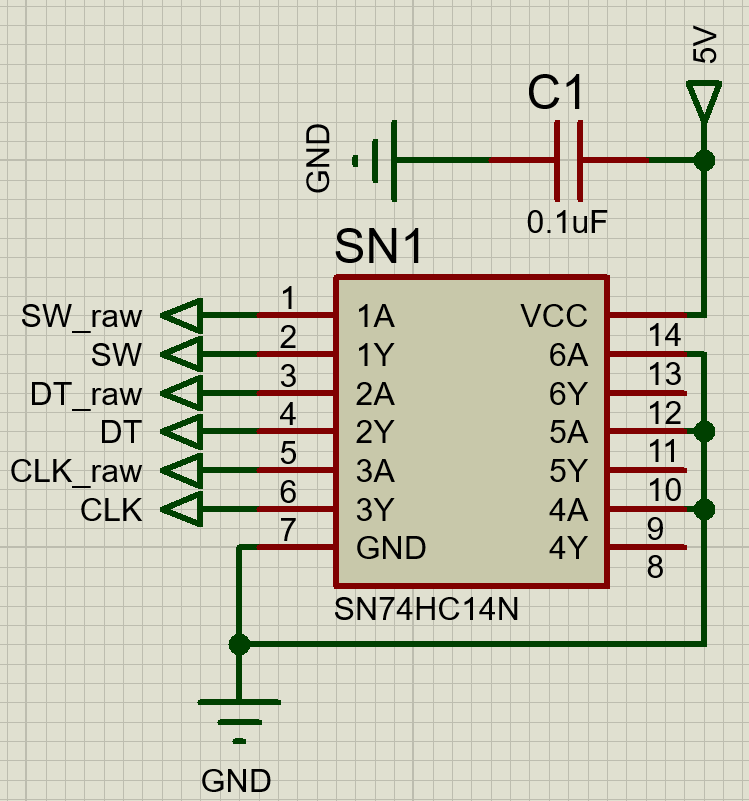 5V
C1
GND
0.1uF
SN1
SW_raw 1 1A VCC 14
SW 2 1Y 6A 13
DT_raw 3 2A 6Y 12
DT 4 2Y 5A 11
CLK_raw 5 3A 5Y 10
CLK 6 3Y 4A 9
7 GND 4Y 8
SN74HC14N
GND